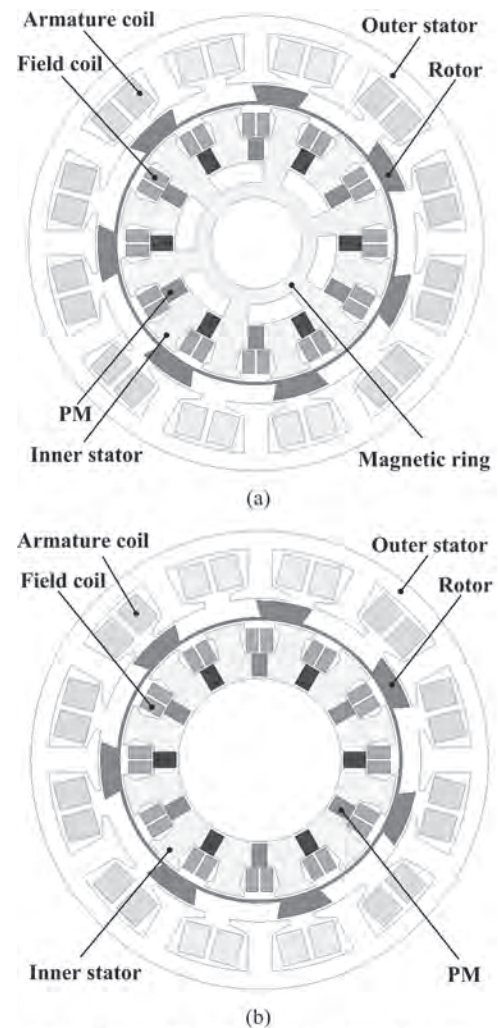 Armature coil
Outer stator
Field coil
Rotor
PM
Inner stator
Magnetic ring
(a)
Armature coil
Outer stator
Field coil
Rotor
Inner stator
PM
(b)